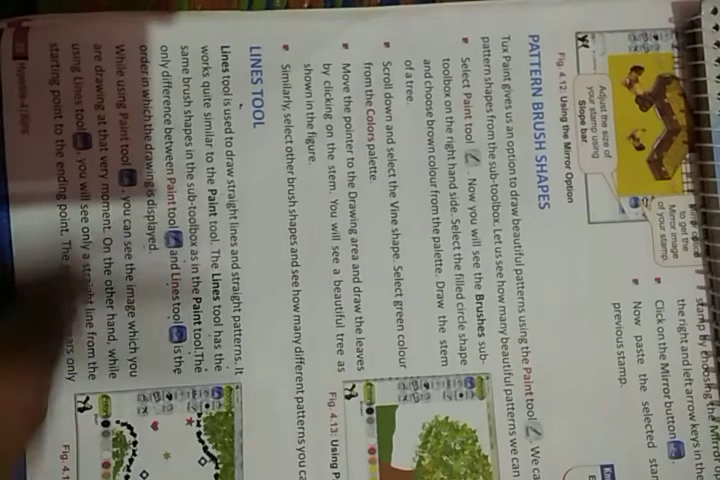 stamp by choosing the Mirror op
the right and left arrow keys in the
Click on the Mirror button
Now paste the selected star
previous stamp.
to get the
Mirror image
of your stamp.
Adjust the size of
your stamp using
Slope bar.
Fig. 4.12: Using the Mirror Option
PATTERN BRUSH SHAPES
Tux Paint gives us an option to draw beautiful patterns using the Paint tool. We ca
pattern shapes from the sub-toolbox. Let us see how many beautiful patterns we can
Select Paint tool. Now you will see the Brushes sub-
toolbox on the right hand side. Select the filled circle shape
and choose brown colour from the palette. Draw the stem
of a tree.
Scroll down and select the Vine shape. Select green colour
from the Colors palette.
Move the pointer to the Drawing area and draw the leaves
by clicking on the stem. You will see a beautiful tree as
shown in the figure.
Similarly, select other brush shapes and see how many different patterns you ca
Fig. 4.13: Using P
LINES TOOL
Lines tool is used to draw straight lines and straight patterns. It
works quite similar to the Paint tool. The Lines tool has the
same brush shapes in the sub-toolbox as in the Paint tool. The
only difference between Paint tool and Lines tool is the
order in which the drawing is displayed.
While using Paint tool, you can see the image which you
are drawing at that very moment. On the other hand, while
using Lines tool, you will see only a straight line from the
starting point to the ending point. The ars only
Fig. 4.1